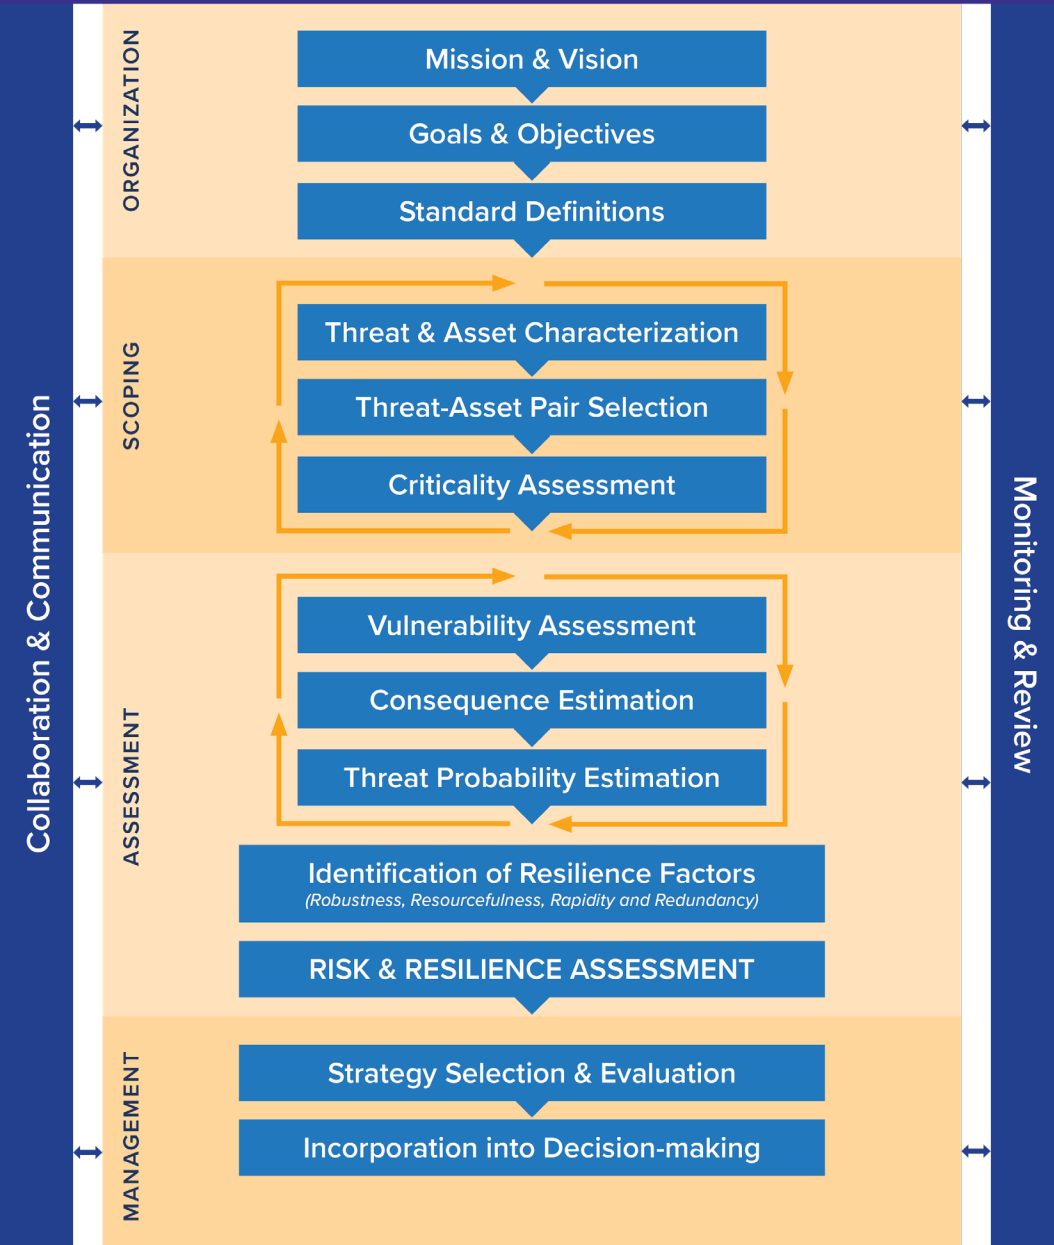 Collaboration & Communication
ORGANIZATION
Mission & Vision
Goals & Objectives
Standard Definitions
SCOPING
Threat & Asset Characterization
Threat-Asset Pair Selection
Criticality Assessment
ASSESSMENT
Vulnerability Assessment
Consequence Estimation
Threat Probability Estimation
Identification of Resilience Factors
(Robustness, Resourcefulness, Rapidity and Redundancy)
RISK & RESILIENCE ASSESSMENT
MANAGEMENT
Strategy Selection & Evaluation
Incorporation into Decision-making
Monitoring & Review